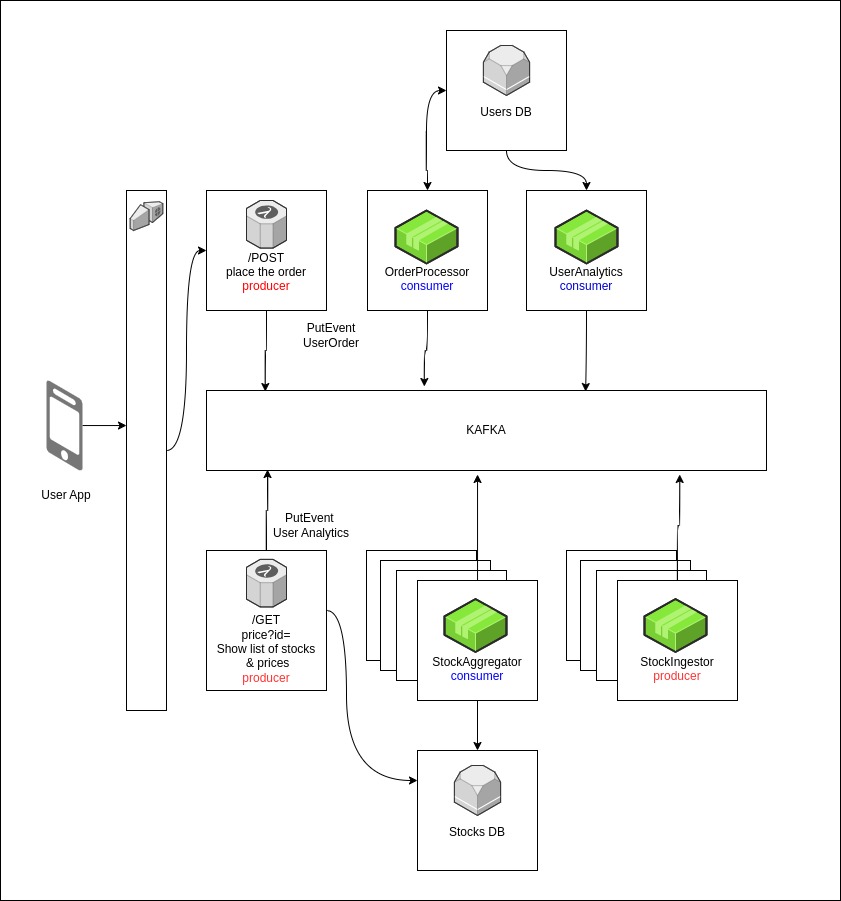 Users DB
/POST
place the order
producer
OrderProcessor
consumer
UserAnalytics
consumer
PutEvent
UserOrder
KAFKA
User App
PutEvent
User Analytics
/GET
price?id=
Show list of stocks
& prices
producer
StockAggregator
consumer
StockIngestor
producer
Stocks DB